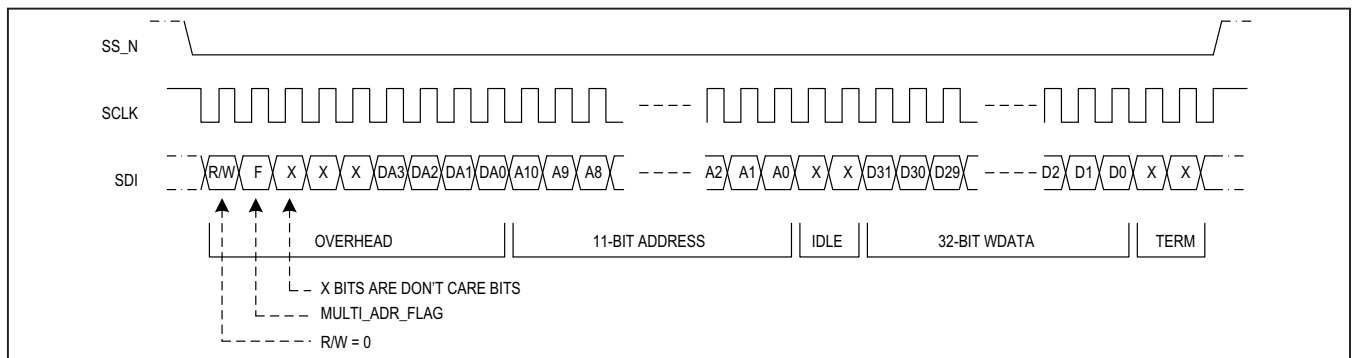 SS_N
SCLK
SDI R/W F X X X DA3 DA2 DA1 DA0 A10 A9 A8 A2 A1 A0 X X D31 D30 D29 D2 D1 D0 X X
OVERHEAD 11-BIT ADDRESS IDLE 32-BIT WDATA TERM
X BITS ARE DON'T CARE BITS
MULTI_ADR_FLAG
R/W = 0